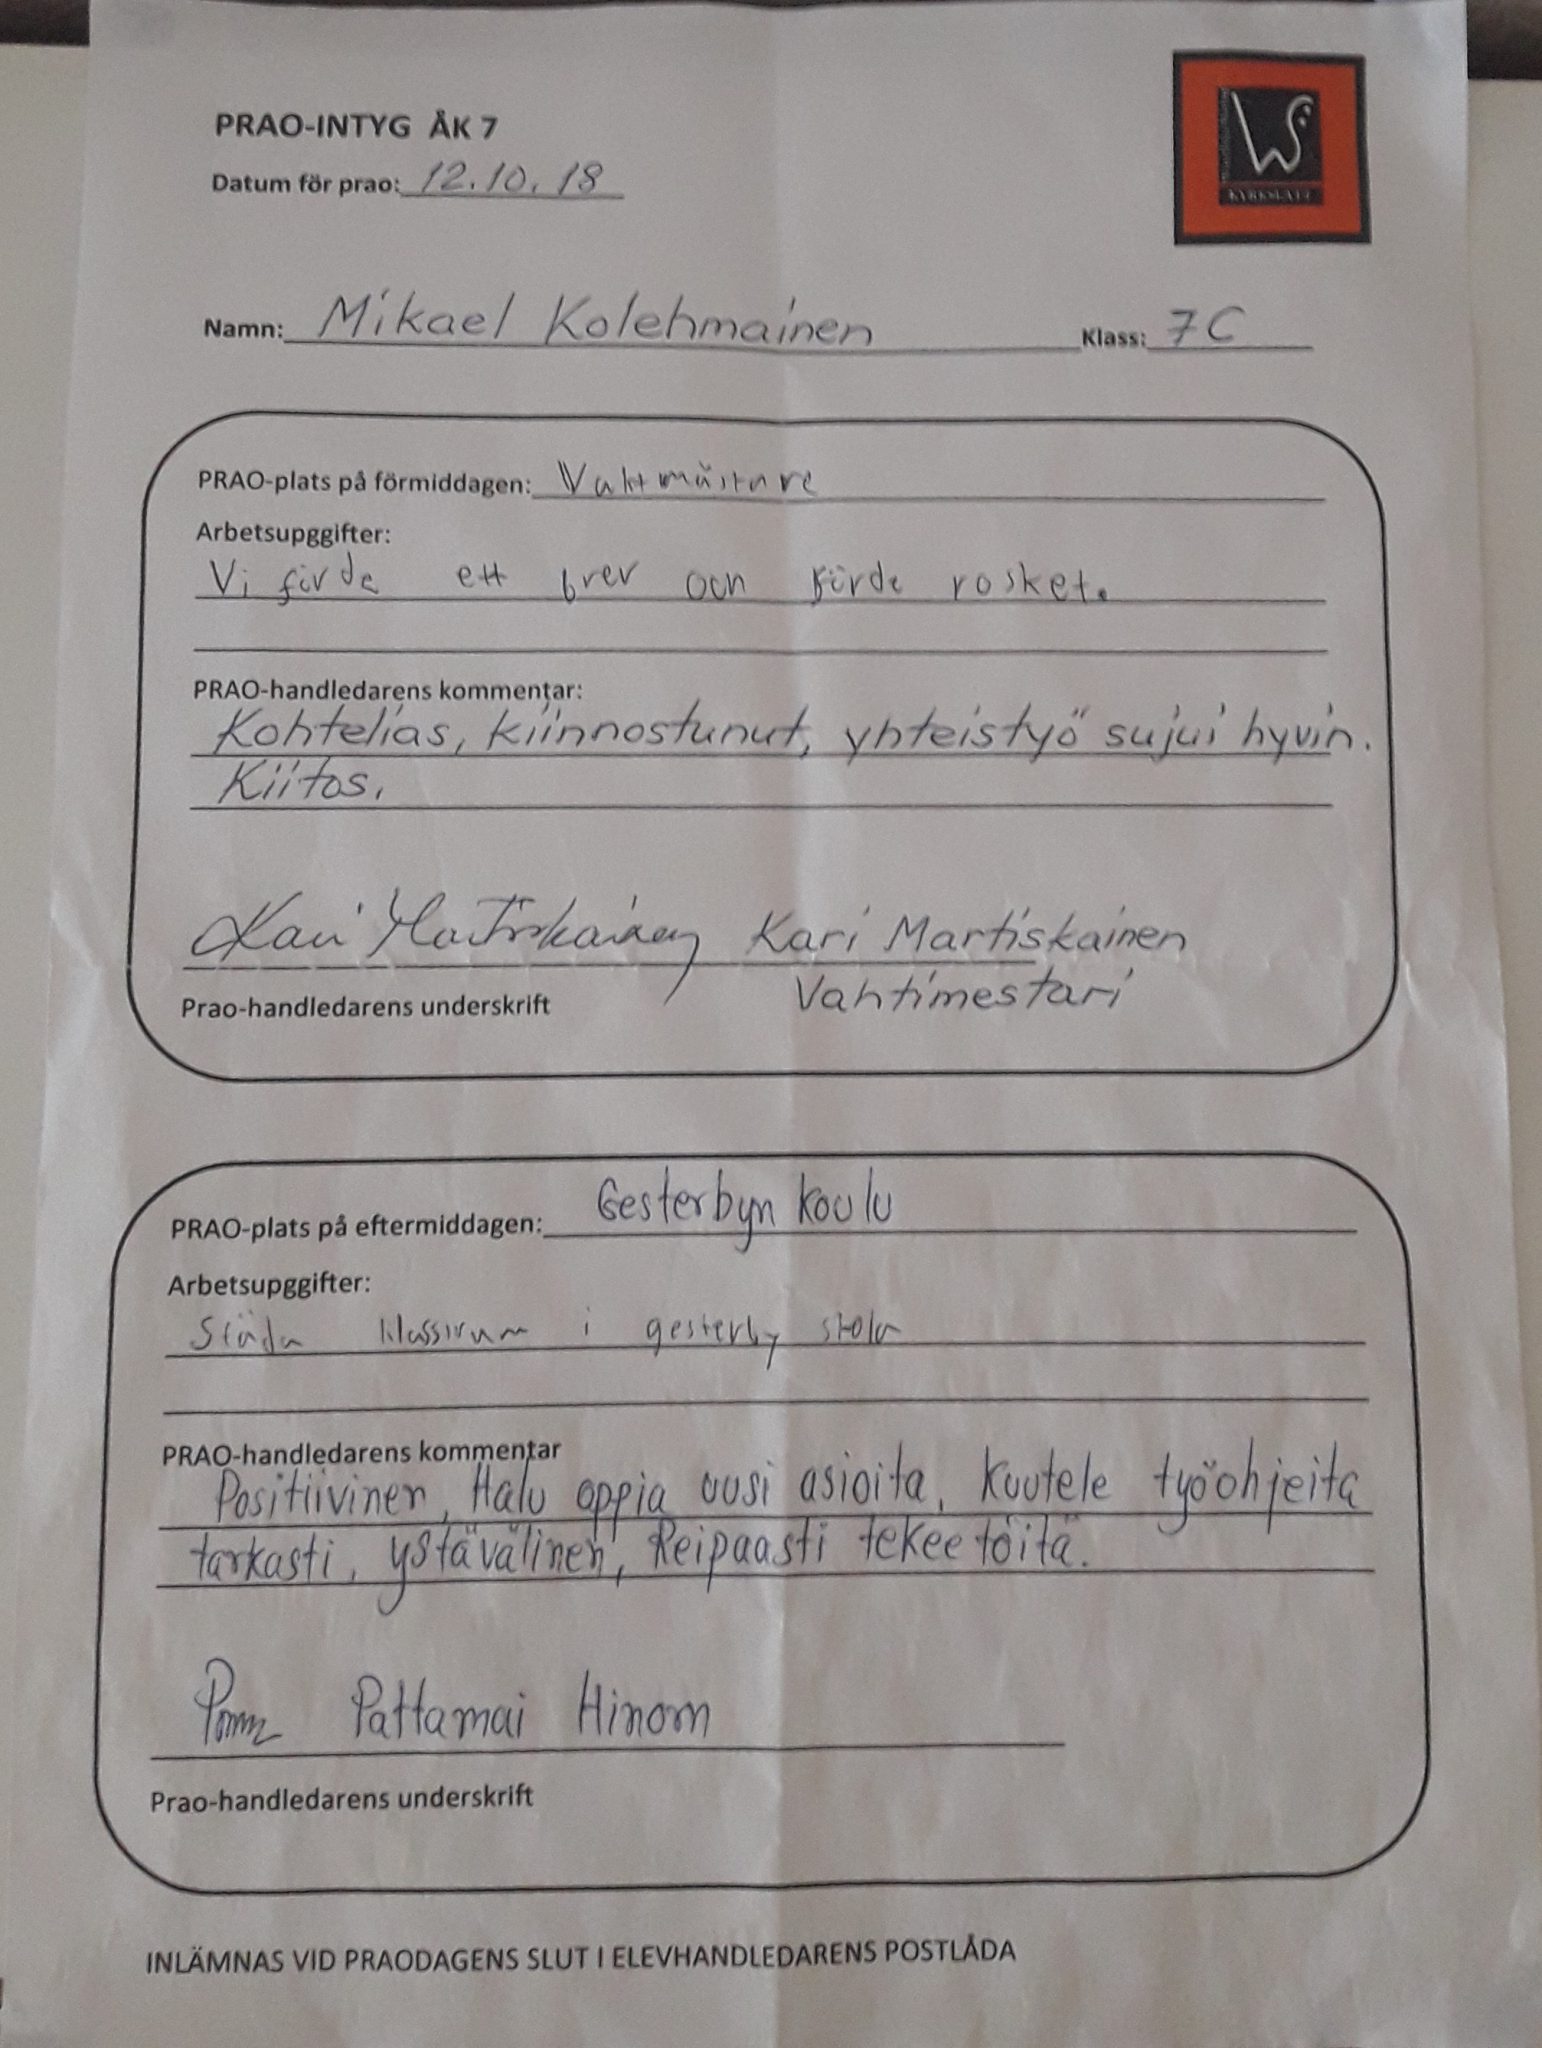 PRAO-INTYG ÅK 7
Datum för prao: 12.10.18
KYRKSLÄTT
Namn: Mikael Kolehmainen Klass: 7C
PRAO-plats på förmiddagen: Vaktmästare
Arbetsupggifter:
Vi förde ett brev och förde rosket.
PRAO-handledarens kommentar:
Kohtelias, kiinnostunut, yhteistyö sujui hyvin.
Kiitos.
Kari Martiskainen Kari Martiskainen
Prao-handledarens underskrift Vahtimestari
PRAO-plats på eftermiddagen: Gesterbyn koulu
Arbetsupggifter:
Städa klassrum i gesterby skola
PRAO-handledarens kommentar
Positiivinen, Halu oppia uusi asioita, kuutele työohjeita
tarkasti, ystävälinen, Reipaasti tekee töitä.
Pattamai Hinom
Prao-handledarens underskrift
INLÄMNAS VID PRAODAGENS SLUT I ELEVHANDLEDARENS POSTLÅDA